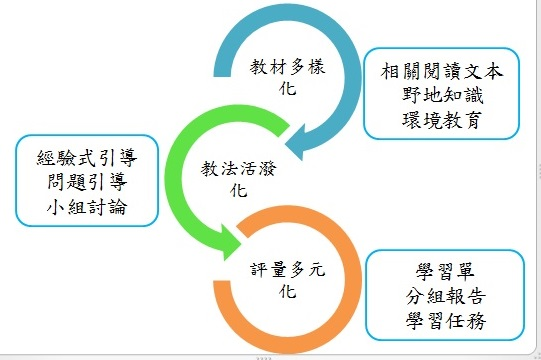 教材多樣
化
相關閱讀文本
野地知識
環境教育
教法活潑
化
經驗式引導
問題引導
小組討論
評量多元
化
學習單
分組報告
學習任務